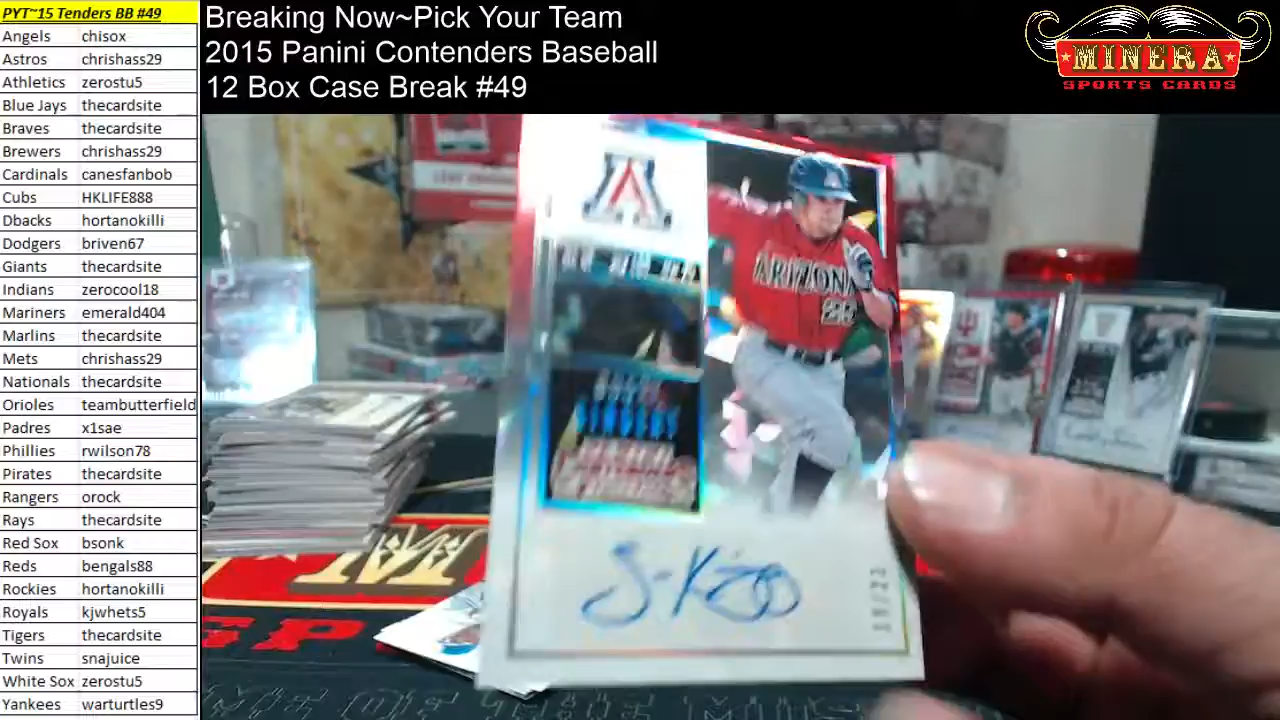 PYT~15 Tenders BB #49
Angels chisox
Astros chrishass29
Athletics zerostu5
Blue Jays thecardsite
Braves thecardsite
Brewers chrishass29
Cardinals canesfanbob
Cubs HKLIFE888
Dbacks hortanokilli
Dodgers briven67
Giants thecardsite
Indians zerocool18
Mariners emerald404
Marlins thecardsite
Mets chrishass29
Nationals thecardsite
Orioles teambutterfield
Padres x1sae
Phillies rwilson78
Pirates thecardsite
Rangers orock
Rays thecardsite
Red Sox bsonk
Reds bengals88
Rockies hortanokilli
Royals kjwhets5
Tigers thecardsite
Twins snajuice
White Sox zerostu5
Yankees warturtles9
Breaking Now~Pick Your Team
2015 Panini Contenders Baseball
12 Box Case Break #49
MINERA
SPORTS CARDS
A
ARIZONA